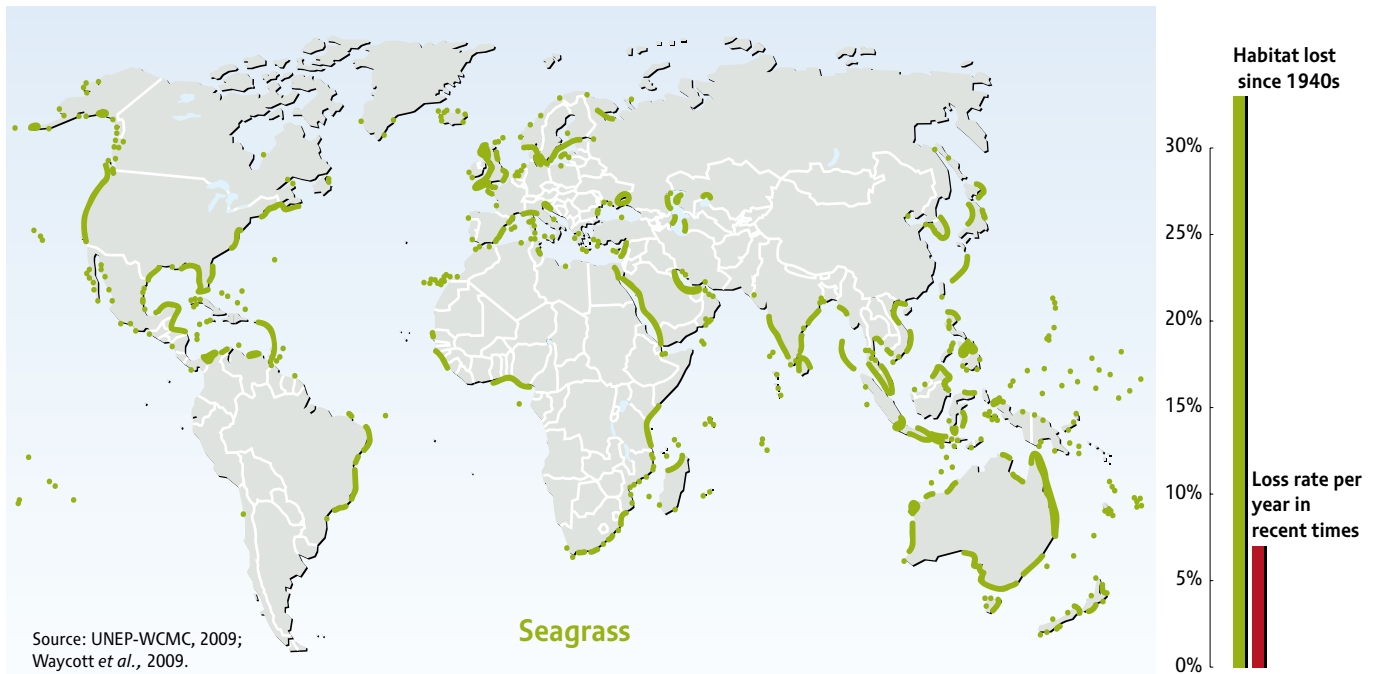 Habitat lost
since 1940s
30%
25%
20%
15%
10%
5%
0%
Loss rate per
year in
recent times
Seagrass
Source: UNEP-WCMC, 2009;
Waycott et al., 2009.